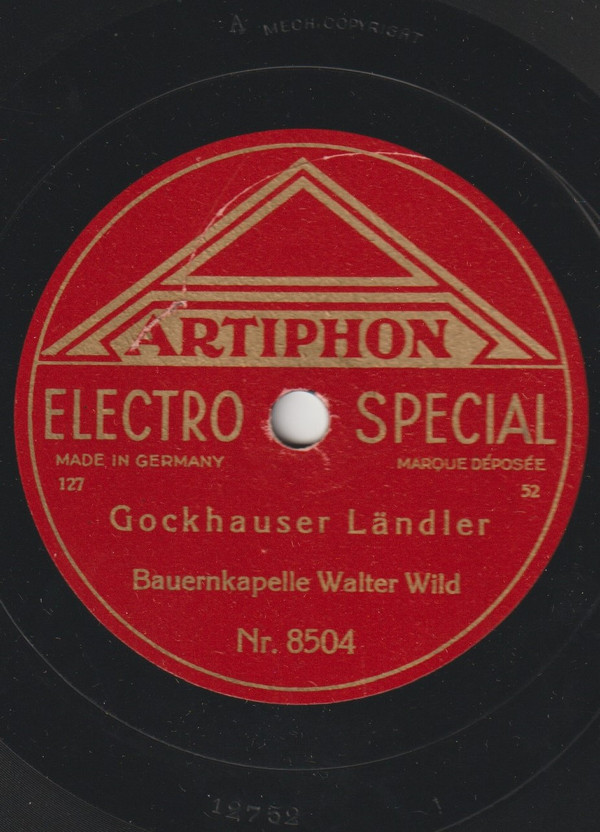 A MECH. COPYRIGHT
ARTIPHON
ELECTRO SPECIAL
MADE IN GERMANY MARQUE DÉPOSÉE
127 52
Gockhauser Ländler
Bauernkapelle Walter Wild
Nr. 8504
12752